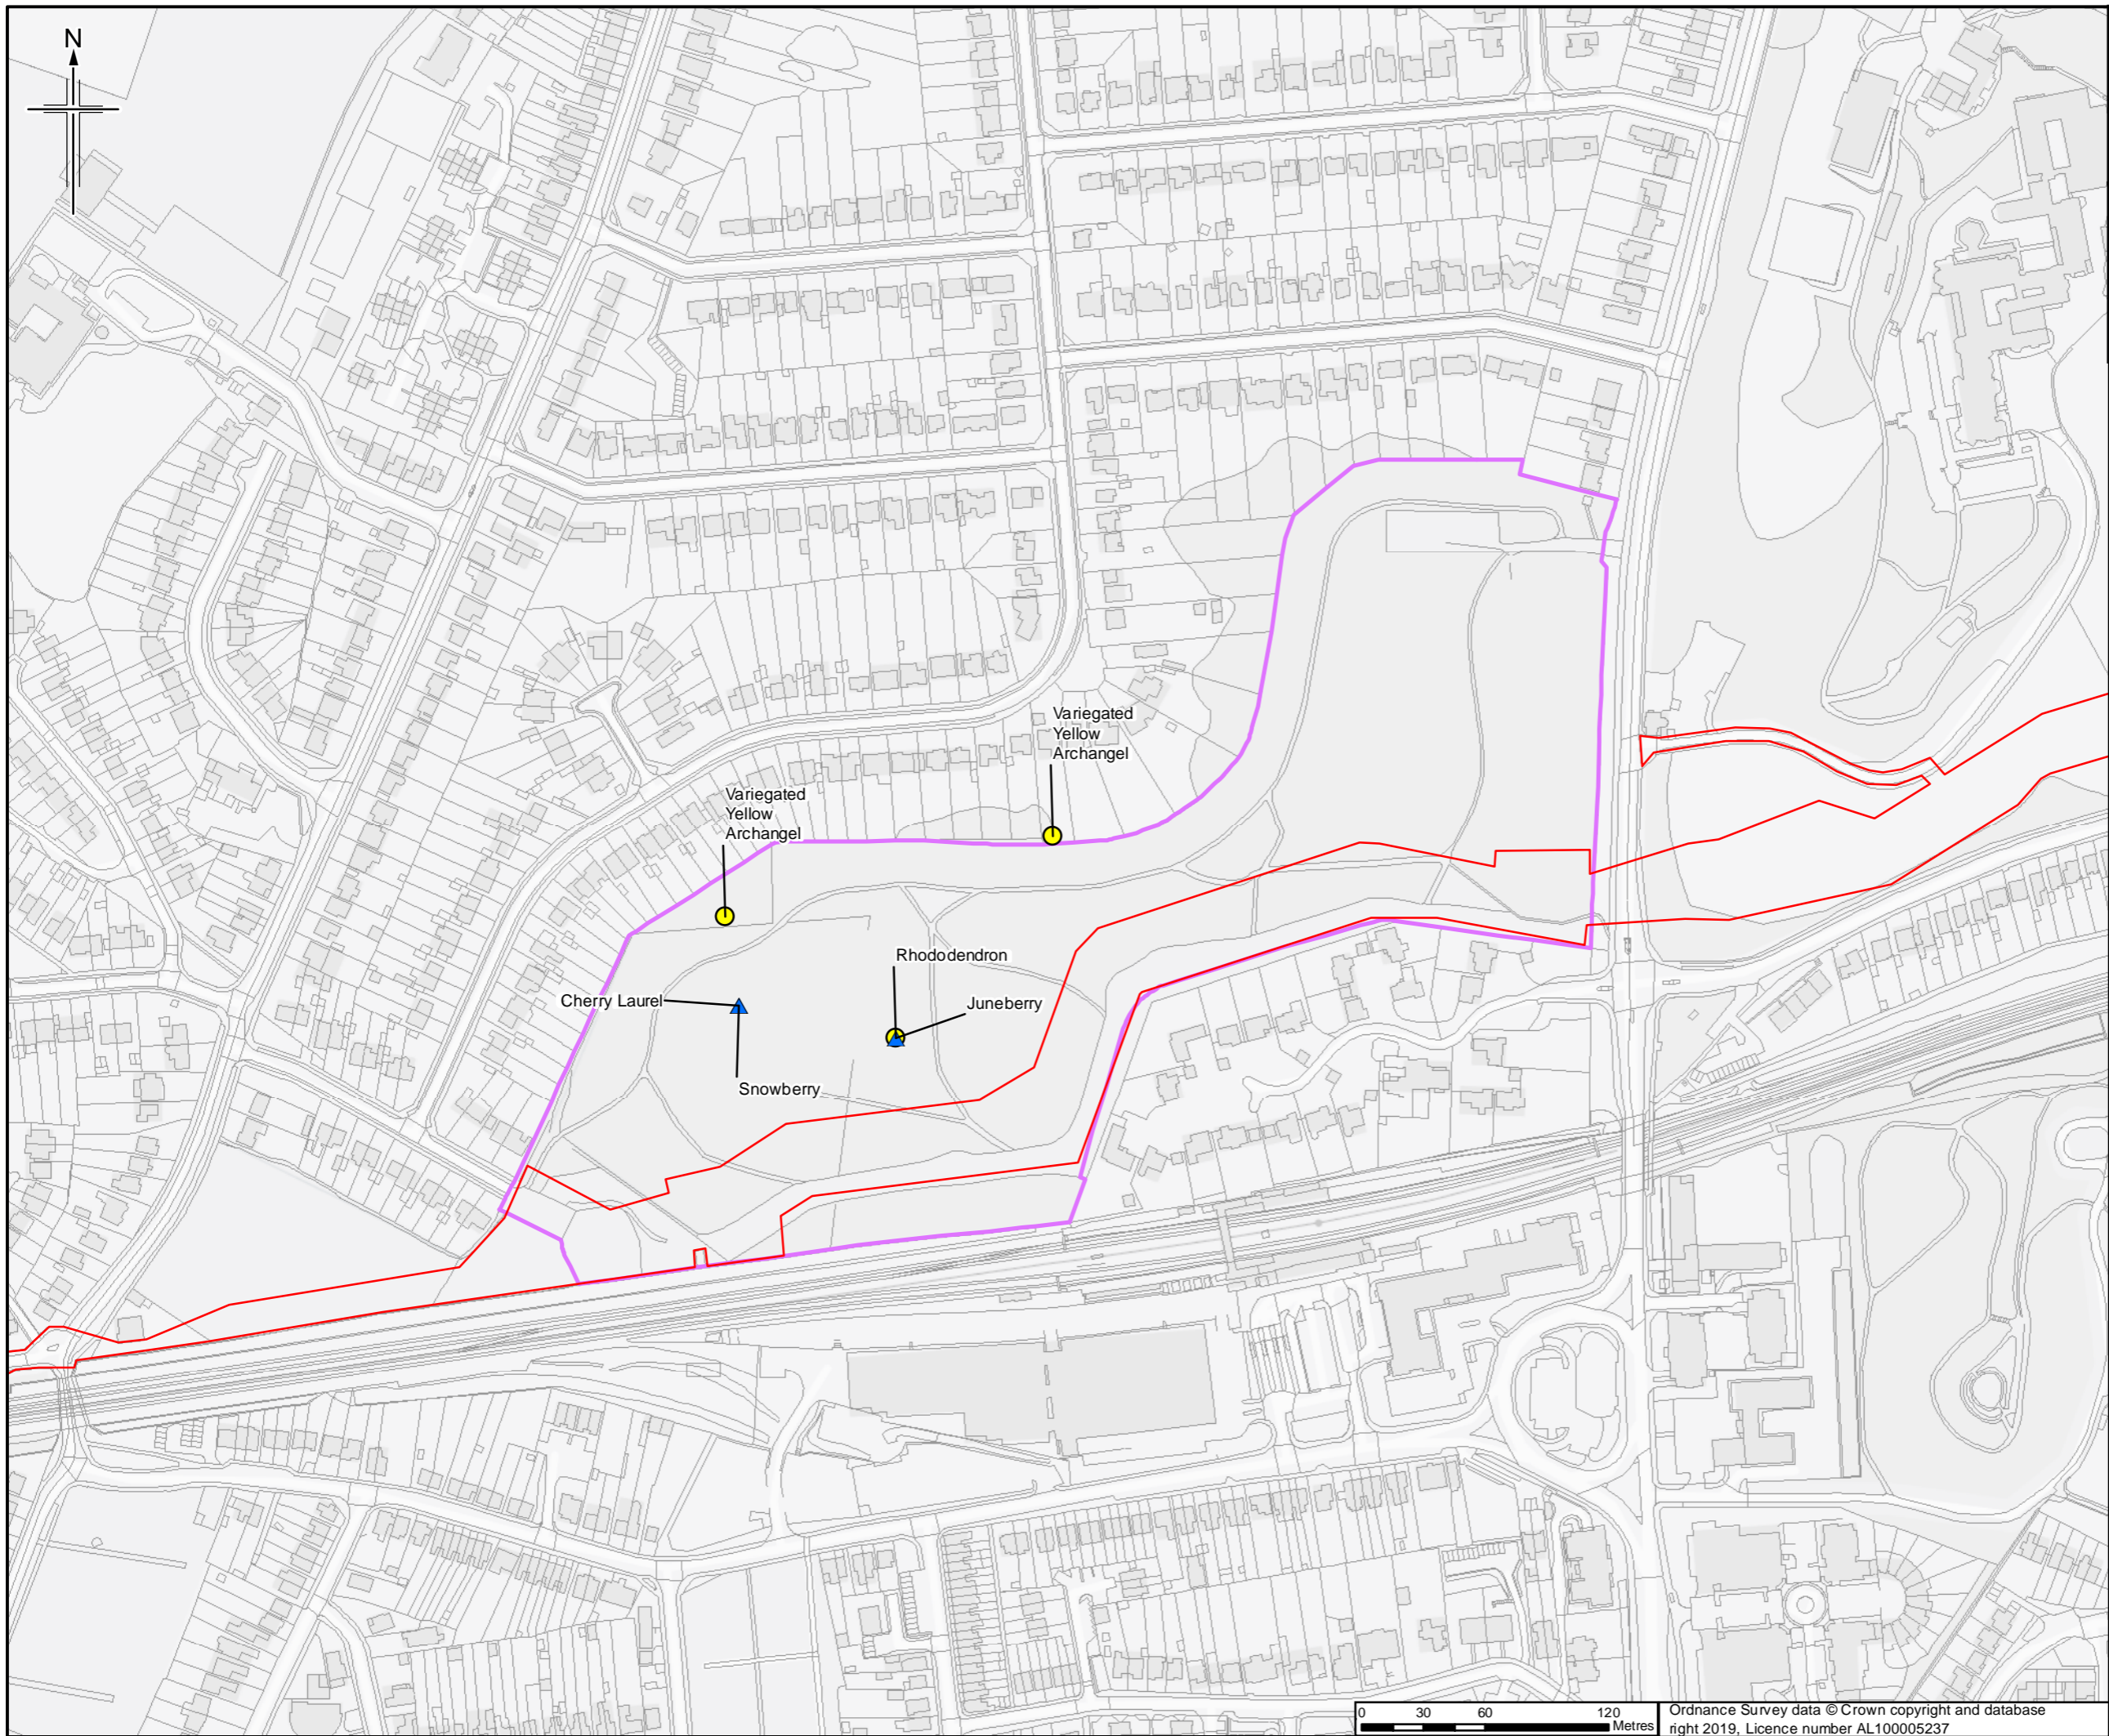 N
Variegated
Yellow
Archangel
Variegated
Yellow
Archangel
Rhododendron
Cherry Laurel
Juneberry
Snowberry
0 30 60 120
Metres
Ordnance Survey data © Crown copyright and database
right 2019, Licence number AL100005237